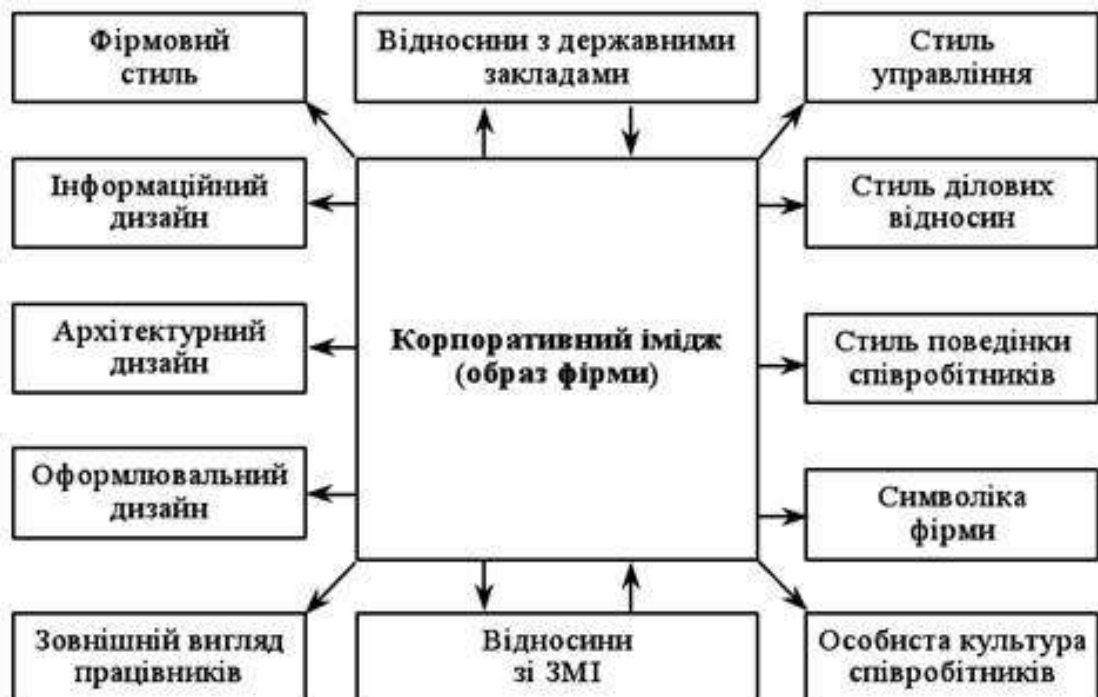 Фірмовий
стиль
Відносини з державними
закладами
Стиль
управління
Інформаційний
дизайн
Стиль ділових
відносин
Архітектурний
дизайн
Корпоративний імідж
(образ фірми)
Стиль поведінки
співробітників
Оформлювальний
дизайн
Символіка
фірми
Зовнішній вигляд
працівників
Відносини
зі ЗМІ
Особиста культура
співробітників